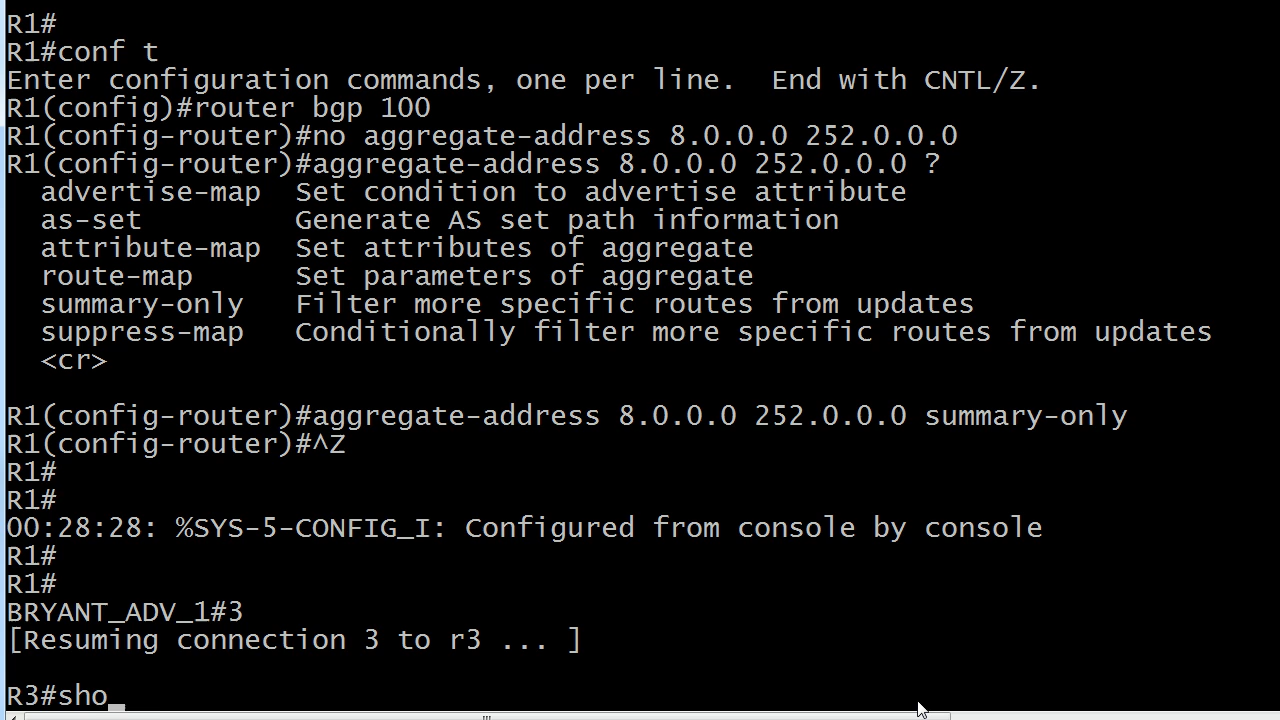 R1#
R1#conf t
Enter configuration commands, one per line.  End with CNTL/Z.
R1(config)#router bgp 100
R1(config-router)#no aggregate-address 8.0.0.0 252.0.0.0
R1(config-router)#aggregate-address 8.0.0.0 252.0.0.0 ?
  advertise-map  Set condition to advertise attribute
  as-set         Generate AS set path information
  attribute-map  Set attributes of aggregate
  route-map      Set parameters of aggregate
  summary-only   Filter more specific routes from updates
  suppress-map   Conditionally filter more specific routes from updates
  <cr>
R1(config-router)#aggregate-address 8.0.0.0 252.0.0.0 summary-only
R1(config-router)#^Z
R1#
R1#
00:28:28: %SYS-5-CONFIG_I: Configured from console by console
R1#
R1#
BRYANT_ADV_1#3
[Resuming connection 3 to r3 ... ]
R3#sho